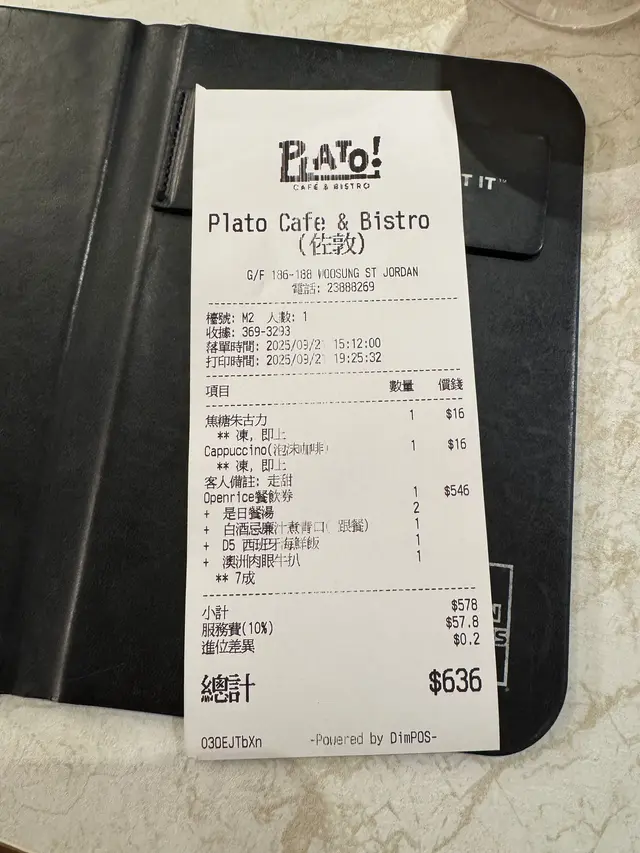 PLATO!
CAFÉ & BISTRO
T IT™
Plato Cafe & Bistro
(佐敦)
G/F 186-188 WOOSUNG ST JORDAN
電話: 23888269
檯號: M2 人數: 1
收據: 369-3293
落單時間: 2025/09/21 15:12:00
打印時間: 2025/09/21 19:25:32
項目 數量 價錢
焦糖朱古力 1 $16
** 凍, 即上
Cappuccino(泡沫咖啡) 1 $16
** 凍, 即上
客人備註: 走甜
Openrice餐飲券 1 $546
+ 是日餐湯 2
+ 白酒忌廉汁煮青口( 跟餐) 1
+ D5 西班牙海鮮飯 1
+ 澳洲肉眼牛扒 1
** 7成
小計 $578
服務費(10%) $57.8
進位差異 $0.2
總計 $636
030EJTbXn -Powered by DimPOS-